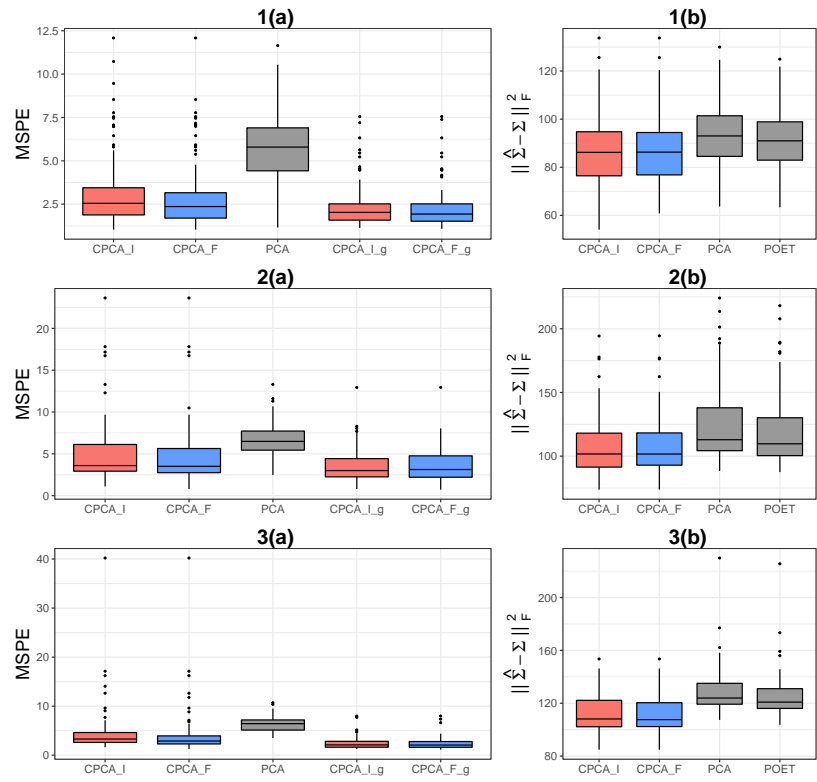 1(a)
MSPE
12.5
10.0
7.5
5.0
2.5
CPCA_I CPCA_F PCA CPCA_I_g CPCA_F_g
1(b)
|| Σ̂ − Σ || ²_F
120
100
80
60
CPCA_I CPCA_F PCA POET
2(a)
MSPE
20
15
10
5
0
CPCA_I CPCA_F PCA CPCA_I_g CPCA_F_g
2(b)
|| Σ̂ − Σ || ²_F
200
150
100
CPCA_I CPCA_F PCA POET
3(a)
MSPE
40
30
20
10
0
CPCA_I CPCA_F PCA CPCA_I_g CPCA_F_g
3(b)
|| Σ̂ − Σ || ²_F
200
160
120
80
CPCA_I CPCA_F PCA POET